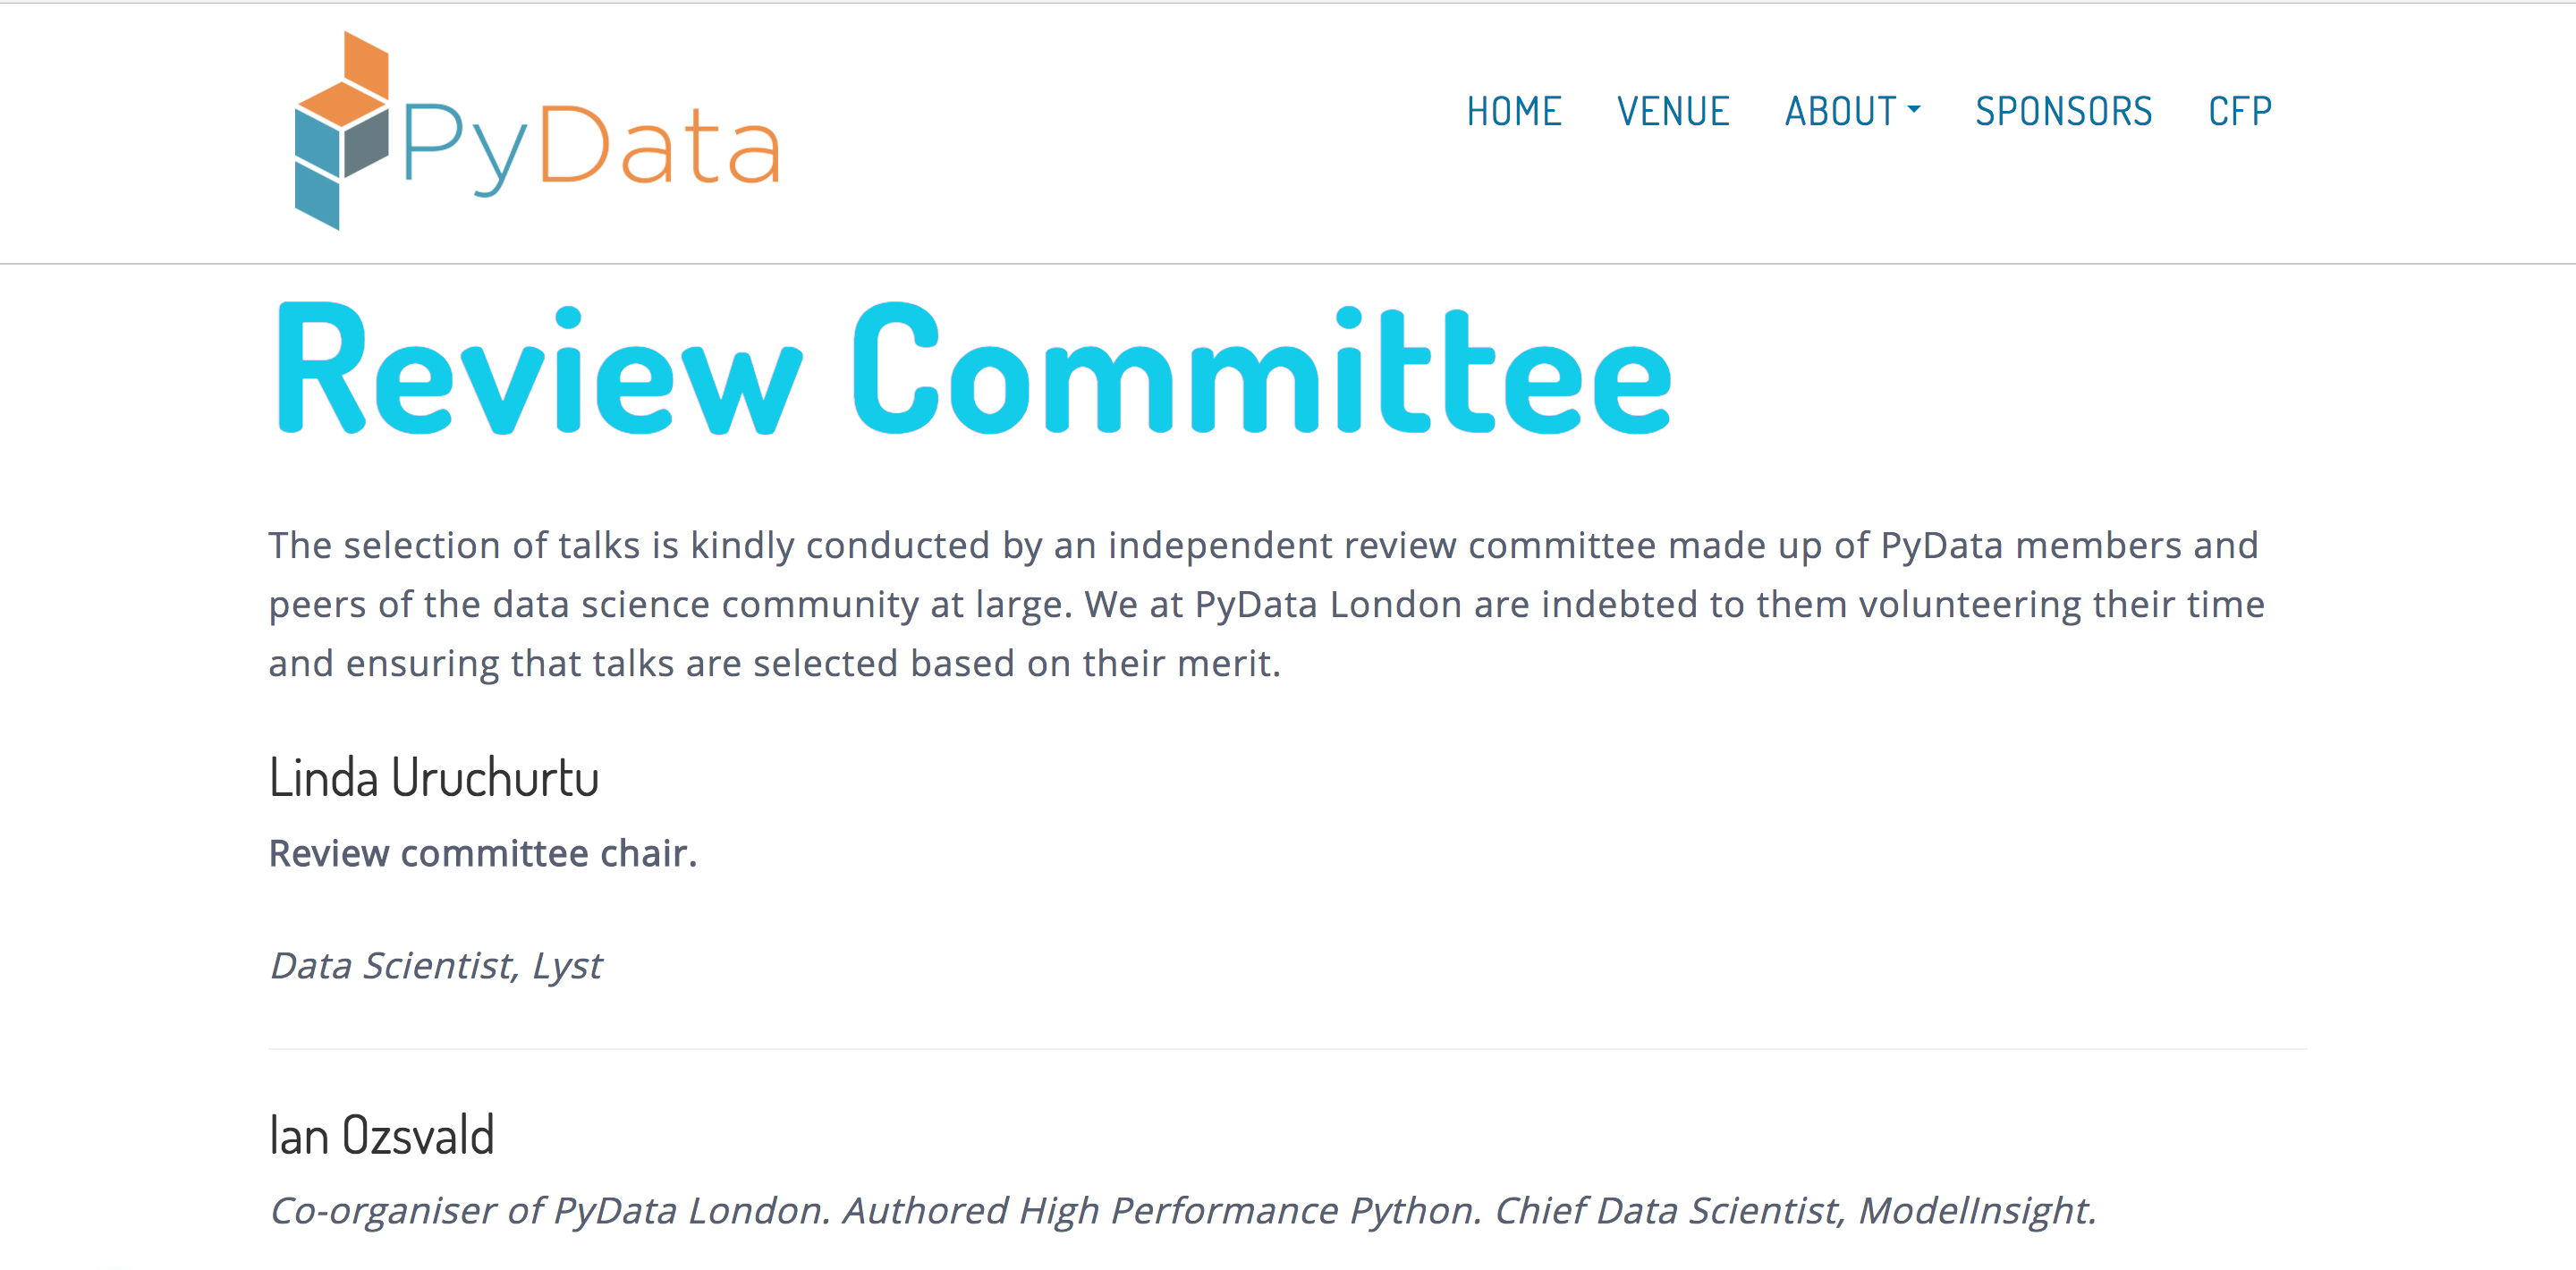 PyData
HOME VENUE ABOUT SPONSORS CFP
Review Committee
The selection of talks is kindly conducted by an independent review committee made up of PyData members and
peers of the data science community at large. We at PyData London are indebted to them volunteering their time
and ensuring that talks are selected based on their merit.
Linda Uruchurtu
Review committee chair.
Data Scientist, Lyst
Ian Ozsvald
Co-organiser of PyData London. Authored High Performance Python. Chief Data Scientist, ModelInsight.